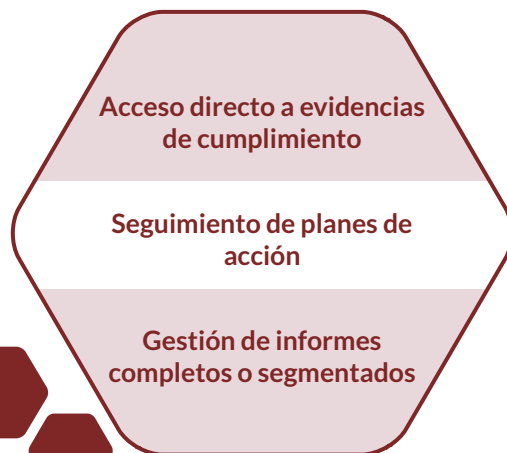 Acceso directo a evidencias
de cumplimiento
Seguimiento de planes de
acción
Gestión de informes
completos o segmentados